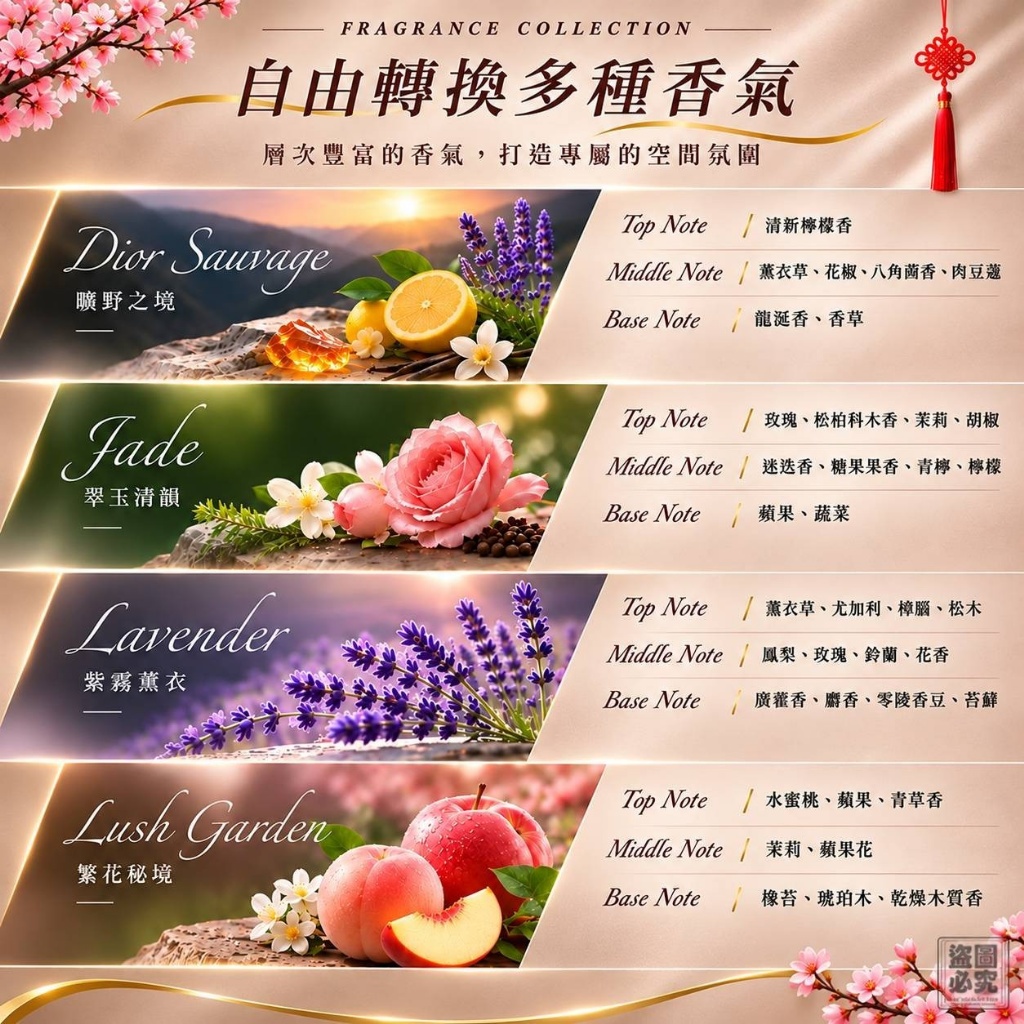 FRAGRANCE COLLECTION
自由轉換多種香氣
層次豐富的香氣，打造專屬的空間氛圍
Dior Sauvage
曠野之境
Top Note / 清新檸檬香
Middle Note / 薰衣草、花椒、八角茴香、肉豆蔻
Base Note / 龍涎香、香草
Jade
翠玉清韻
Top Note / 玫瑰、松柏科木香、茉莉、胡椒
Middle Note / 迷迭香、糖果果香、青檸、檸檬
Base Note / 蘋果、蔬菜
Lavender
紫霧薰衣
Top Note / 薰衣草、尤加利、樟腦、松木
Middle Note / 鳳梨、玫瑰、鈴蘭、花香
Base Note / 廣藿香、麝香、零陵香豆、苔蘚
Lush Garden
繁花秘境
Top Note / 水蜜桃、蘋果、青草香
Middle Note / 茉莉、蘋果花
Base Note / 橡苔、琥珀木、乾燥木質香
盜圖
必究